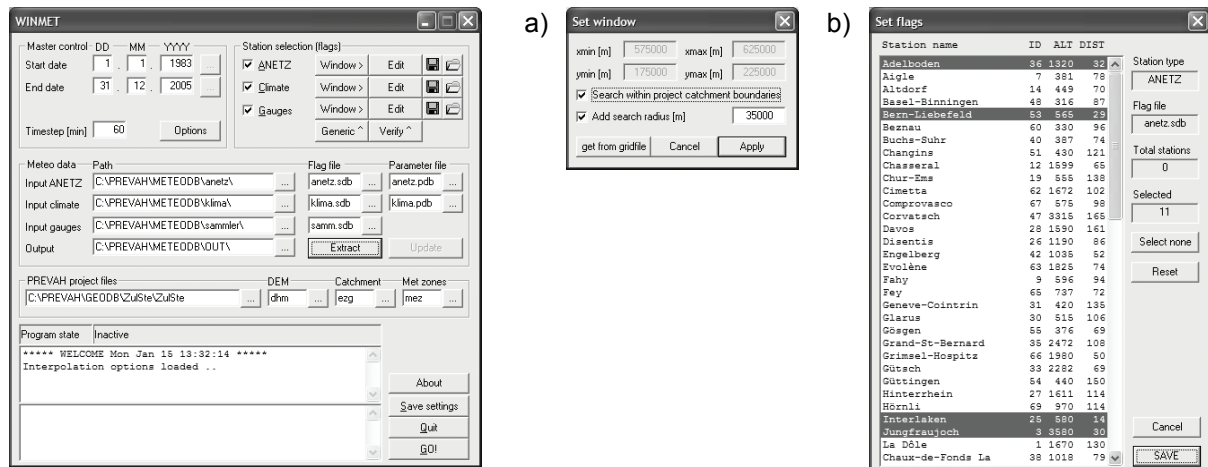 WINMET
Master control DD MM YYYY
Start date 1 . 1 . 1983 ...
End date 31 . 12 . 2005 ...
Timestep [min] 60 Options
Station selection (flags)
ANETZ Window > Edit
Climate Window > Edit
Gauges Window > Edit
Generic ^ Verify ^
Meteo data Path Flag file Parameter file
Input ANETZ C:\PREVAH\METEODB\anetz\ ... anetz.sdb ... anetz.pdb ...
Input climate C:\PREVAH\METEODB\klima\ ... klima.sdb ... klima.pdb ...
Input gauges C:\PREVAH\METEODB\sammler\ ... samm.sdb ...
Output C:\PREVAH\METEODB\OUT\ ... Extract Update
PREVAH project files DEM Catchment Met zones
C:\PREVAH\GEODB\ZulSte\ZulSte ... dhm ... ezg ... mez ...
Program state Inactive
***** WELCOME Mon Jan 15 13:32:14 *****
Interpolation options loaded ..
About
Save settings
Quit
GO!
a)
Set window
xmin [m] 575000 xmax [m] 625000
ymin [m] 175000 ymax [m] 225000
Search within project catchment boundaries
Add search radius [m] 35000
get from gridfile Cancel Apply
b)
Set flags
Station name ID ALT DIST
Adelboden 36 1320 32
Aigle 7 381 78
Altdorf 14 449 70
Basel-Binningen 48 316 87
Bern-Liebefeld 53 565 29
Beznau 60 330 96
Buchs-Suhr 40 387 74
Changins 51 430 121
Chasseral 12 1599 65
Chur-Ems 19 555 138
Cimetta 62 1672 102
Comprovasco 67 575 98
Corvatsch 47 3315 165
Davos 28 1590 161
Disentis 26 1190 86
Engelberg 42 1035 52
Evolène 63 1825 74
Fahy 9 596 94
Fey 65 737 72
Geneve-Cointrin 31 420 135
Glarus 30 515 106
Gösgen 55 376 69
Grand-St-Bernard 35 2472 108
Grimsel-Hospitz 66 1980 50
Gütsch 33 2282 69
Güttingen 54 440 150
Hinterrhein 27 1611 114
Hörnli 69 970 114
Interlaken 25 580 14
Jungfraujoch 3 3580 30
La Dôle 1 1670 130
Chaux-de-Fonds La 38 1018 79
Station type
ANETZ
Flag file
anetz.sdb
Total stations
0
Selected
11
Select none
Reset
Cancel
SAVE